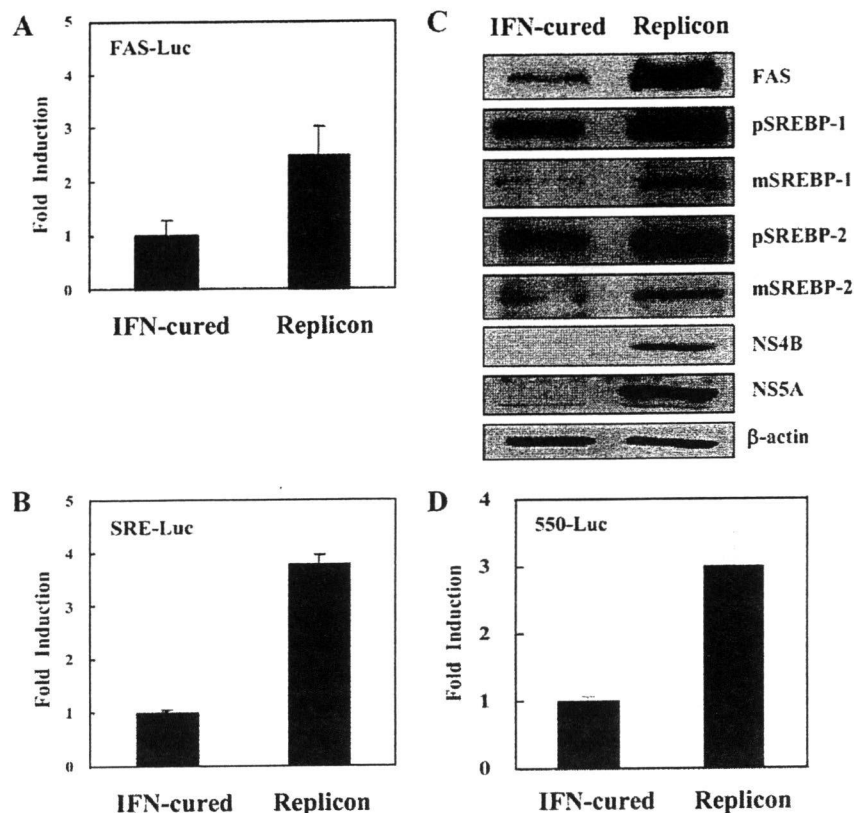 A
FAS-Luc
5
4
3
2
1
0
Fold Induction
IFN-cured Replicon
C
IFN-cured Replicon
FAS
pSREBP-1
mSREBP-1
pSREBP-2
mSREBP-2
NS4B
NS5A
β-actin
B
SRE-Luc
5
4
3
2
1
0
Fold Induction
IFN-cured Replicon
D
550-Luc
4
3
2
1
0
Fold Induction
IFN-cured Replicon